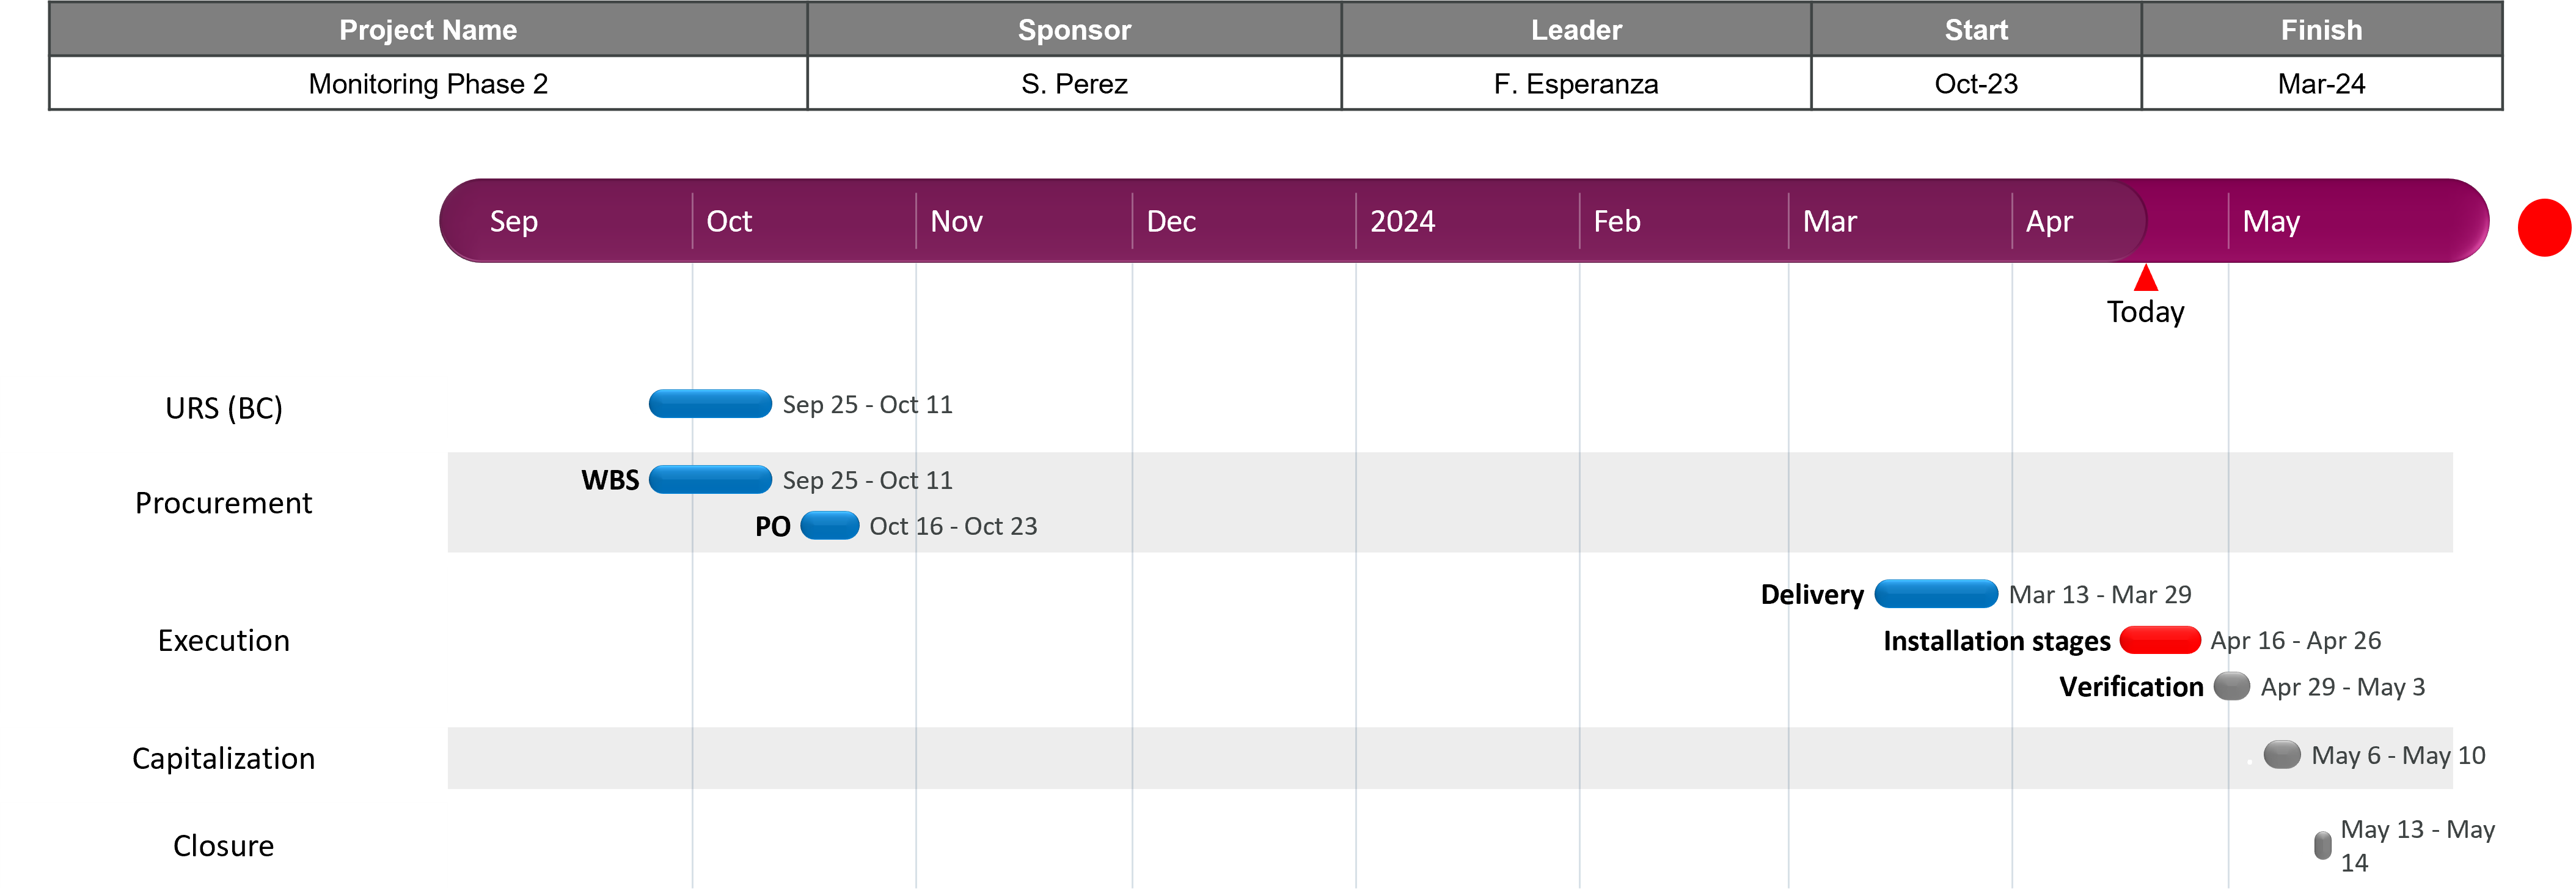 Project Name Sponsor Leader Start Finish
Monitoring Phase 2 S. Perez F. Esperanza Oct-23 Mar-24
Sep Oct Nov Dec 2024 Feb Mar Apr May
Today
URS (BC) Sep 25 - Oct 11
Procurement
WBS Sep 25 - Oct 11
PO Oct 16 - Oct 23
Execution
Delivery Mar 13 - Mar 29
Installation stages Apr 16 - Apr 26
Verification Apr 29 - May 3
Capitalization May 6 - May 10
Closure May 13 - May
14